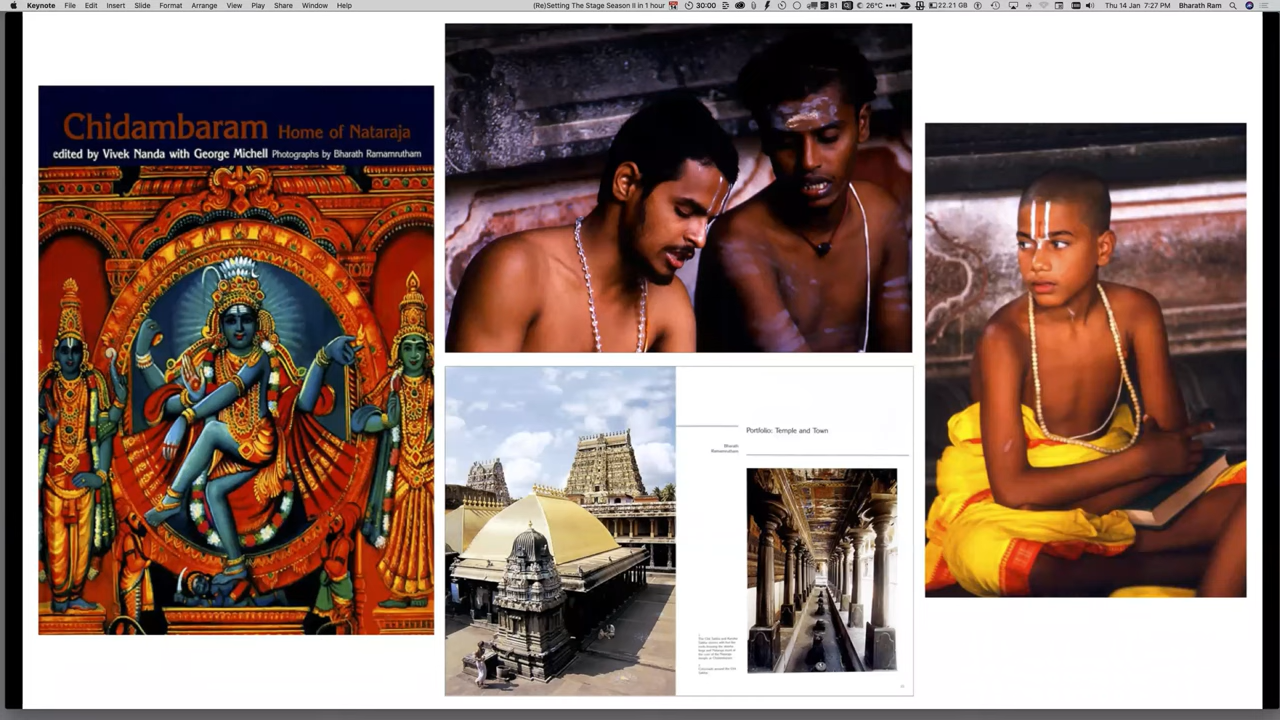 Keynote File Edit Insert Slide Format Arrange View Play Share Window Help (Re)Setting The Stage Season II in 1 hour 30:00 81 26°C 22.21 GB Thu 14 Jan 7:27 PM Bharath Ram
Chidambaram Home of Nataraja
edited by Vivek Nanda with George Michell Photographs by Bharath Ramamrutham
Portfolio: Temple and Town
Bharath
Ramamrutham